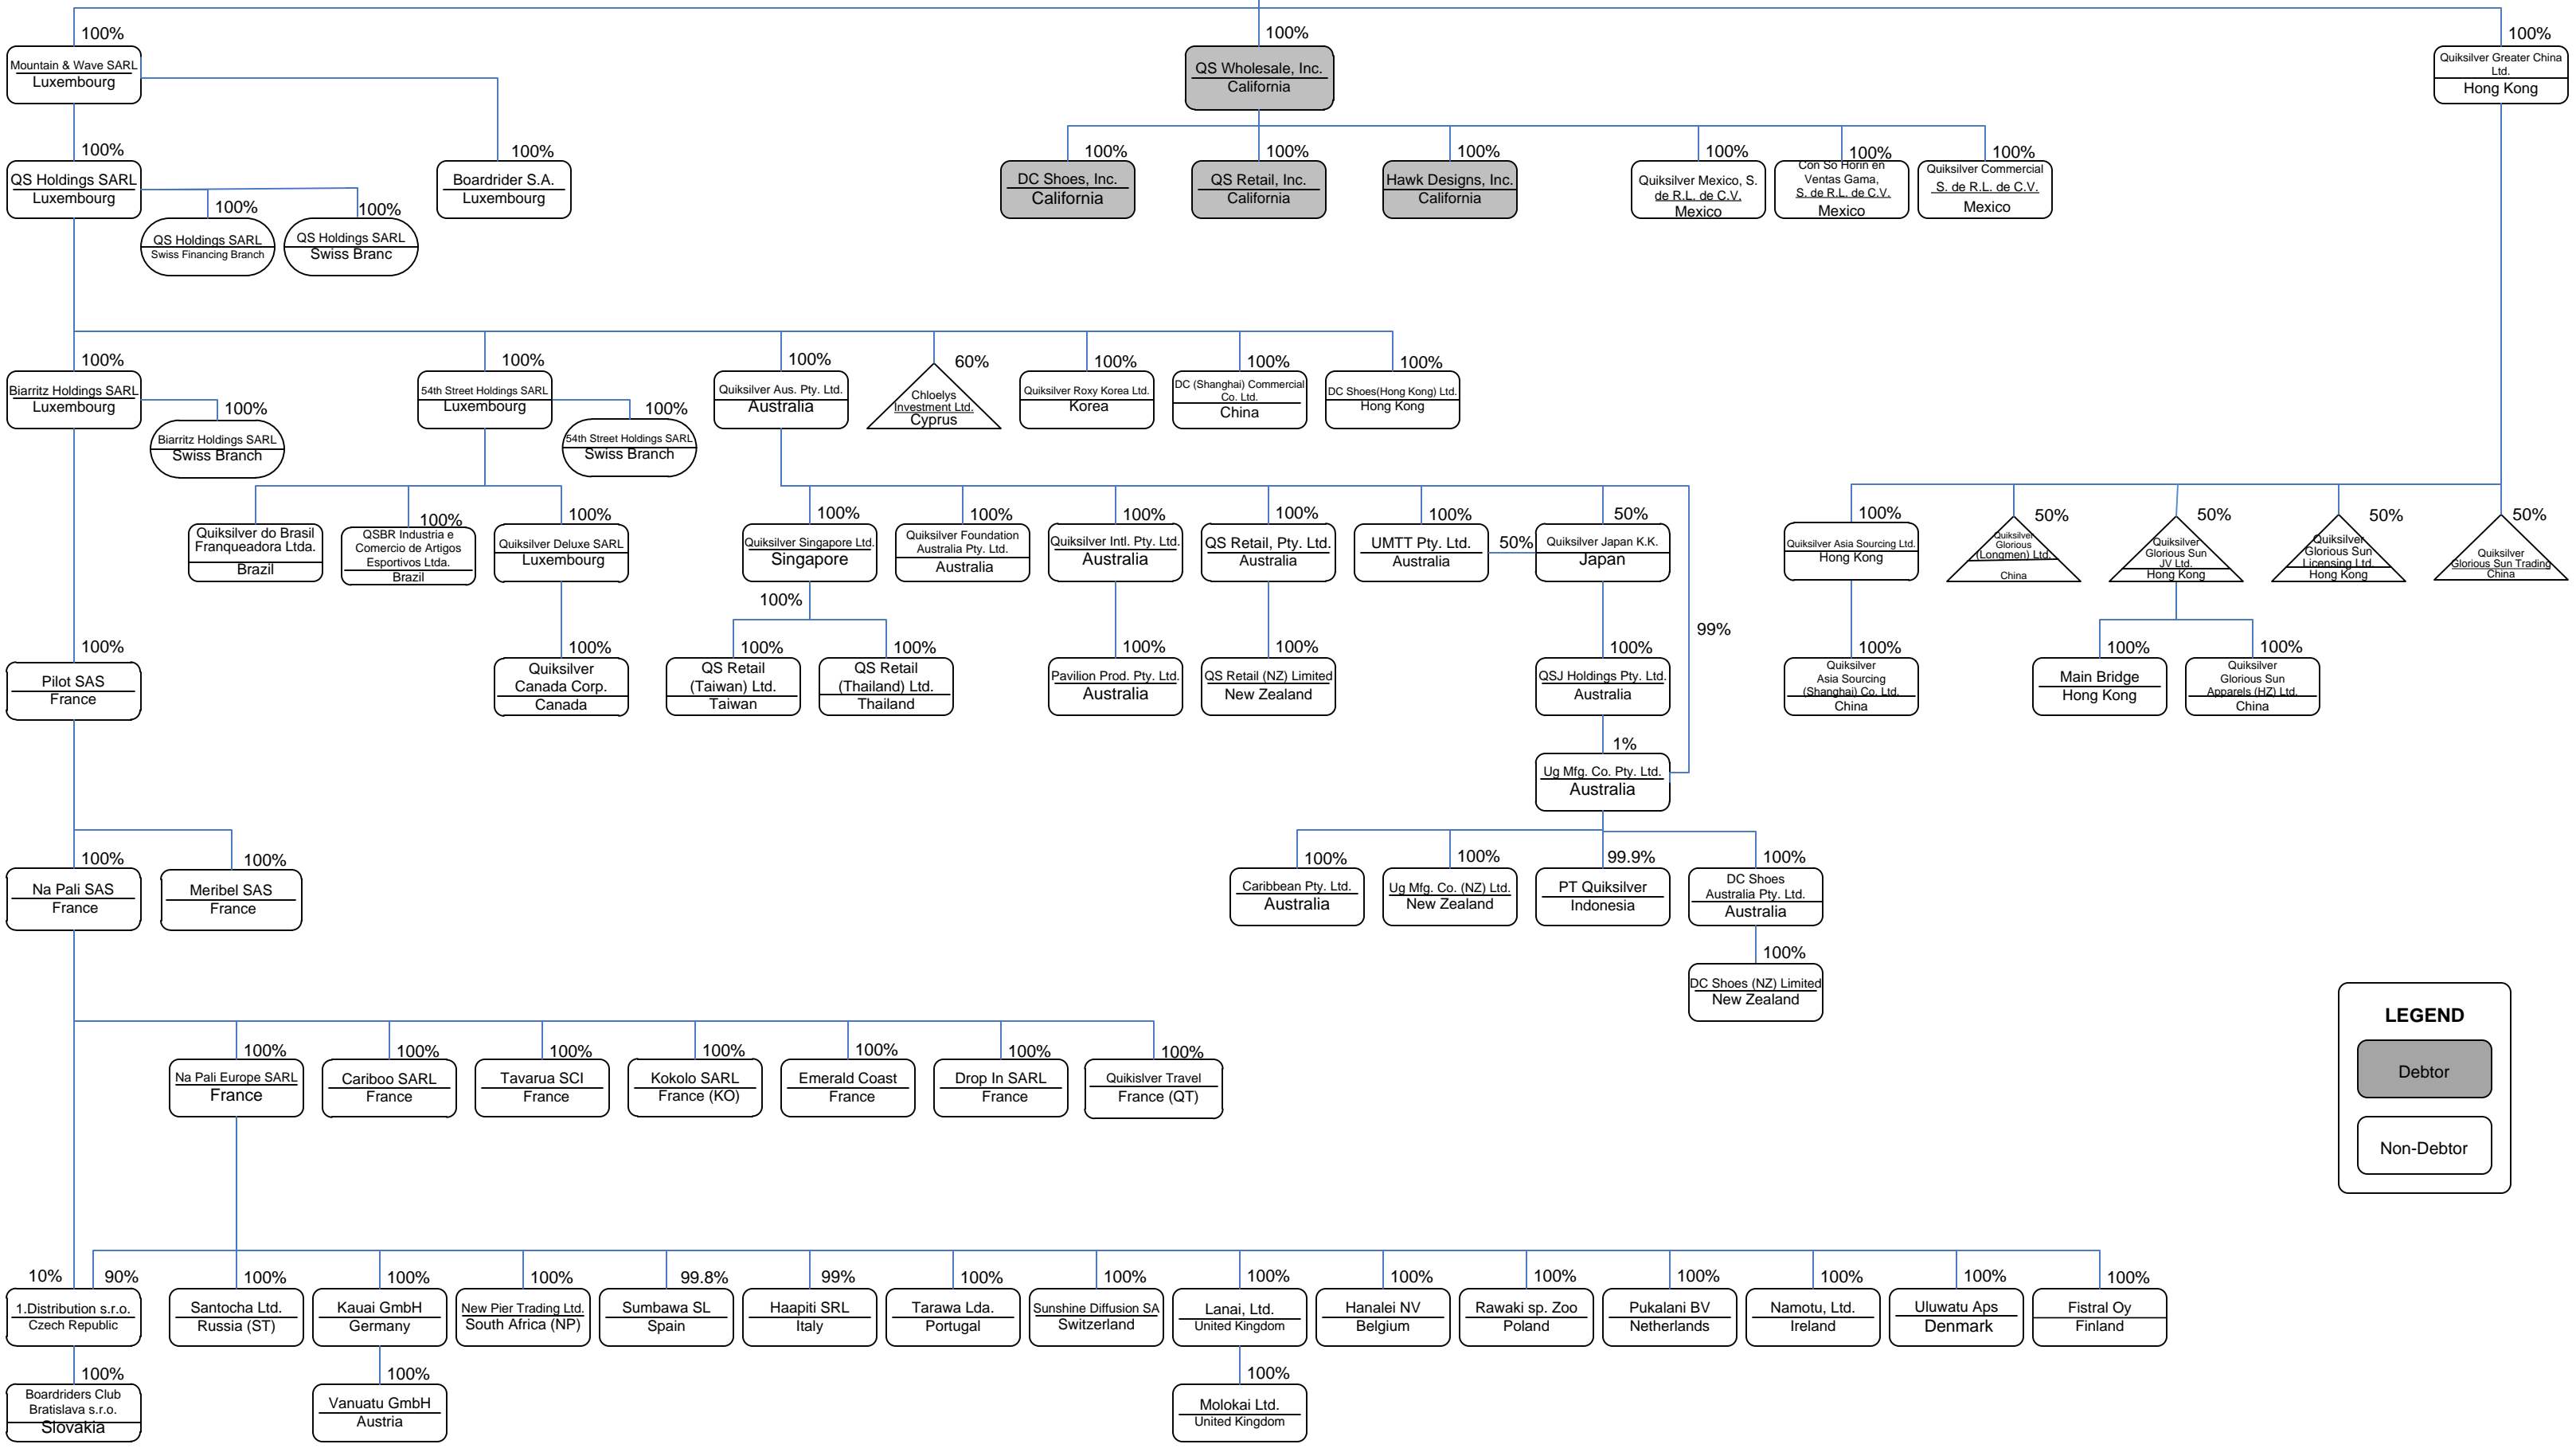 100%
Mountain & Wave SARL
Luxembourg
100%
QS Wholesale, Inc.
California
100%
Quiksilver Greater China
Ltd.
Hong Kong
100%
QS Holdings SARL
Luxembourg
100%
QS Holdings SARL
Swiss Financing Branch
100%
QS Holdings SARL
Swiss Branc
100%
Boardrider S.A.
Luxembourg
100%
DC Shoes, Inc.
California
100%
QS Retail, Inc.
California
100%
Hawk Designs, Inc.
California
100%
Quiksilver Mexico, S.
de R.L. de C.V.
Mexico
100%
Con So Horin en
Ventas Gama,
S. de R.L. de C.V.
Mexico
100%
Quiksilver Commercial
S. de R.L. de C.V.
Mexico
100%
Biarritz Holdings SARL
Luxembourg
100%
Biarritz Holdings SARL
Swiss Branch
100%
54th Street Holdings SARL
Luxembourg
100%
54th Street Holdings SARL
Swiss Branch
100%
Quiksilver Aus. Pty. Ltd.
Australia
60%
Chloelys
Investment Ltd.
Cyprus
100%
Quiksilver Roxy Korea Ltd.
Korea
100%
DC (Shanghai) Commercial
Co. Ltd.
China
100%
DC Shoes(Hong Kong) Ltd.
Hong Kong
Quiksilver do Brasil
Franqueadora Ltda.
Brazil
100%
QSBR Industria e
Comercio de Artigos
Esportivos Ltda.
Brazil
100%
Quiksilver Deluxe SARL
Luxembourg
100%
Quiksilver Singapore Ltd.
Singapore
100%
Quiksilver Foundation
Australia Pty. Ltd.
Australia
100%
Quiksilver Intl. Pty. Ltd.
Australia
100%
QS Retail, Pty. Ltd.
Australia
100%
UMTT Pty. Ltd.
Australia
50%
50%
Quiksilver Japan K.K.
Japan
100%
Quiksilver Asia Sourcing Ltd.
Hong Kong
50%
Quiksilver
Glorious
(Longmen) Ltd.
China
50%
Quiksilver
Glorious Sun
JV Ltd.
Hong Kong
50%
Quiksilver
Glorious Sun
Licensing Ltd.
Hong Kong
50%
Quiksilver
Glorious Sun Trading
China
100%
99%
100%
Pilot SAS
France
100%
Quiksilver
Canada Corp.
Canada
100%
QS Retail
(Taiwan) Ltd.
Taiwan
100%
QS Retail
(Thailand) Ltd.
Thailand
100%
Pavilion Prod. Pty. Ltd.
Australia
100%
QS Retail (NZ) Limited
New Zealand
100%
QSJ Holdings Pty. Ltd.
Australia
100%
Quiksilver
Asia Sourcing
(Shanghai) Co. Ltd.
China
100%
Main Bridge
Hong Kong
100%
Quiksilver
Glorious Sun
Apparels (HZ) Ltd.
China
1%
Ug Mfg. Co. Pty. Ltd.
Australia
100%
Na Pali SAS
France
100%
Meribel SAS
France
100%
Caribbean Pty. Ltd.
Australia
100%
Ug Mfg. Co. (NZ) Ltd.
New Zealand
99.9%
PT Quiksilver
Indonesia
100%
DC Shoes
Australia Pty. Ltd.
Australia
100%
DC Shoes (NZ) Limited
New Zealand
LEGEND
Debtor
Non-Debtor
100%
Na Pali Europe SARL
France
100%
Cariboo SARL
France
100%
Tavarua SCI
France
100%
Kokolo SARL
France (KO)
100%
Emerald Coast
France
100%
Drop In SARL
France
100%
Quikislver Travel
France (QT)
10%
90%
1.Distribution s.r.o.
Czech Republic
100%
Santocha Ltd.
Russia (ST)
100%
Kauai GmbH
Germany
100%
New Pier Trading Ltd.
South Africa (NP)
99.8%
Sumbawa SL
Spain
99%
Haapiti SRL
Italy
100%
Tarawa Lda.
Portugal
100%
Sunshine Diffusion SA
Switzerland
100%
Lanai, Ltd.
United Kingdom
100%
Hanalei NV
Belgium
100%
Rawaki sp. Zoo
Poland
100%
Pukalani BV
Netherlands
100%
Namotu, Ltd.
Ireland
100%
Uluwatu Aps
Denmark
100%
Fistral Oy
Finland
100%
Boardriders Club
Bratislava s.r.o.
Slovakia
100%
Vanuatu GmbH
Austria
100%
Molokai Ltd.
United Kingdom